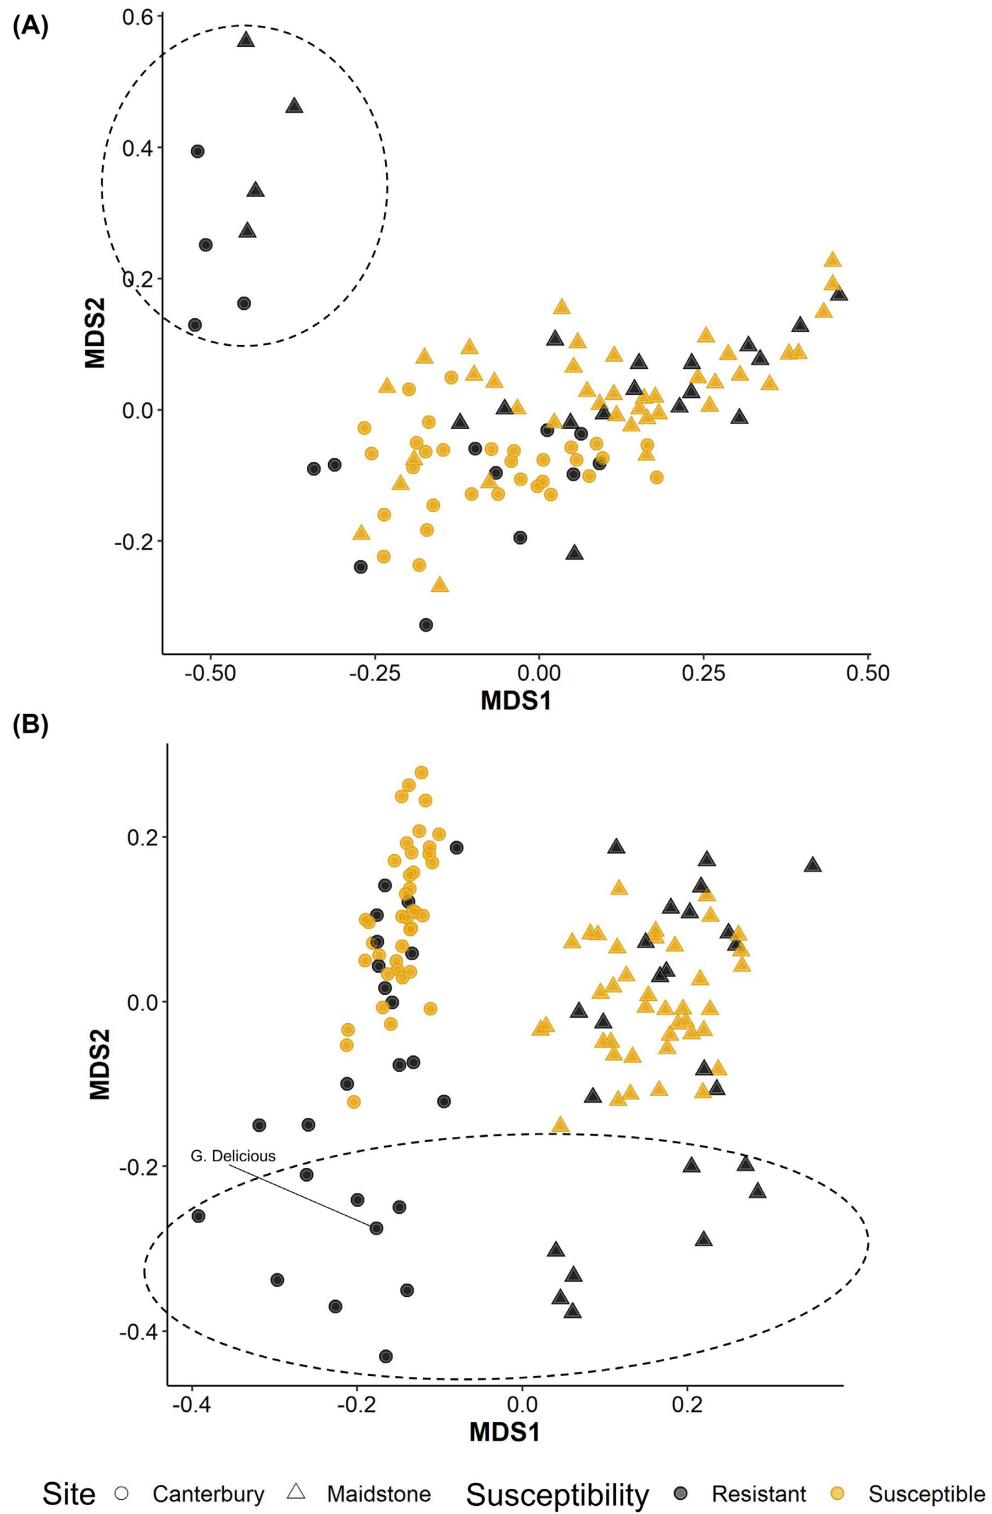 (A)
0.6
0.4
0.2
0.0
-0.2
MDS2
-0.50
-0.25
0.00
0.25
0.50
MDS1
(B)
0.2
0.0
-0.2
-0.4
MDS2
G. Delicious
-0.4
-0.2
0.0
0.2
MDS1
Site Canterbury Maidstone Susceptibility Resistant Susceptible